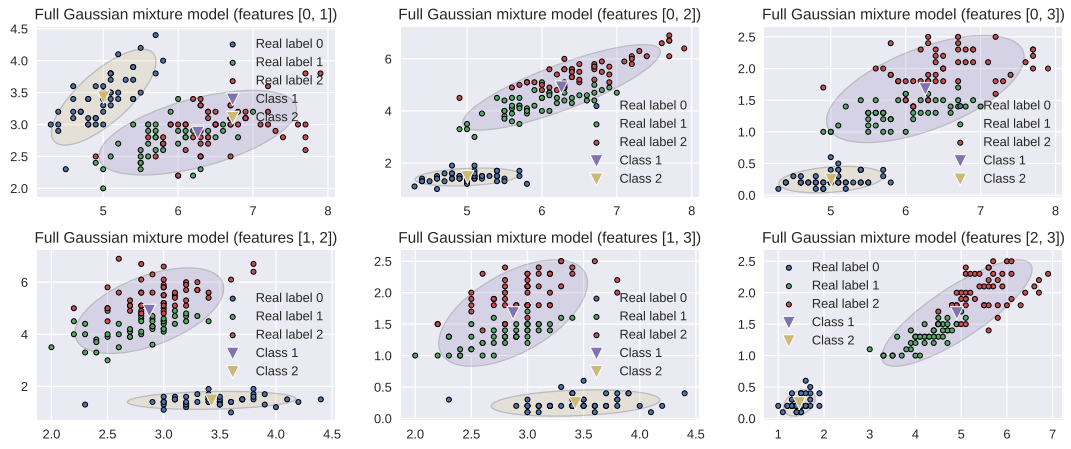 Full Gaussian mixture model (features [0, 1])
4.5
4.0
3.5
3.0
2.5
2.0
5
6
7
8
Real label 0
Real label 1
Real label 2
Class 1
Class 2
Full Gaussian mixture model (features [0, 2])
6
4
2
5
6
7
8
Real label 0
Real label 1
Real label 2
Class 1
Class 2
Full Gaussian mixture model (features [0, 3])
2.5
2.0
1.5
1.0
0.5
0.0
5
6
7
8
Real label 0
Real label 1
Real label 2
Class 1
Class 2
Full Gaussian mixture model (features [1, 2])
6
4
2
2.0
2.5
3.0
3.5
4.0
4.5
Real label 0
Real label 1
Real label 2
Class 1
Class 2
Full Gaussian mixture model (features [1, 3])
2.5
2.0
1.5
1.0
0.5
0.0
2.0
2.5
3.0
3.5
4.0
4.5
Real label 0
Real label 1
Real label 2
Class 1
Class 2
Full Gaussian mixture model (features [2, 3])
2.5
2.0
1.5
1.0
0.5
0.0
1
2
3
4
5
6
7
Real label 0
Real label 1
Real label 2
Class 1
Class 2